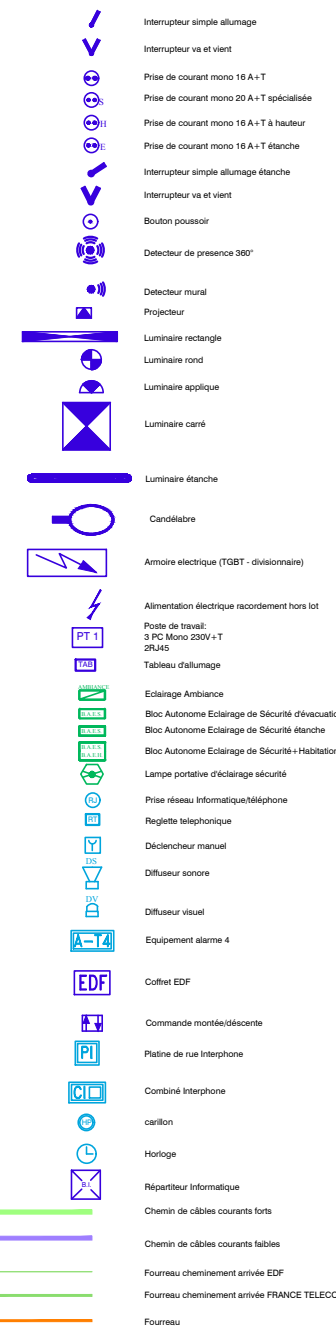 Interrupteur simple allumage
Interrupteur va et vient
Prise de courant mono 16 A+T
S Prise de courant mono 20 A+T spécialisée
H Prise de courant mono 16 A+T à hauteur
E Prise de courant mono 16 A+T étanche
Interrupteur simple allumage étanche
Interrupteur va et vient
Bouton poussoir
Detecteur de presence 360°
Detecteur mural
Projecteur
Luminaire rectangle
Luminaire rond
Luminaire applique
Luminaire carré
Luminaire étanche
Candélabre
Armoire electrique (TGBT - divisionnaire)
Alimentation électrique racordement hors lot
Poste de travail:
PT 1 3 PC Mono 230V+T
2RJ45
TAB Tableau d'allumage
AMBIANCE
Eclairage Ambiance
B.A.E.S. Bloc Autonome Eclairage de Sécurité d'évacuatio
B.A.E.S. Bloc Autonome Eclairage de Sécurité étanche
B.A.E.S.
B.A.E.H. Bloc Autonome Eclairage de Sécurité+Habitation
Lampe portative d'éclairage sécurité
RJ Prise réseau Informatique/téléphone
RT Reglette telephonique
Y Déclencheur manuel
DS
Diffuseur sonore
DV
Diffuseur visuel
A-T4 Equipement alarme 4
EDF Coffret EDF
Commande montée/déscente
PI Platine de rue Interphone
CI Combiné Interphone
HP carillon
Horloge
B.I. Répartiteur Informatique
Chemin de câbles courants forts
Chemin de câbles courants faibles
Fourreau cheminement arrivée EDF
Fourreau cheminement arrivée FRANCE TELECO
Fourreau